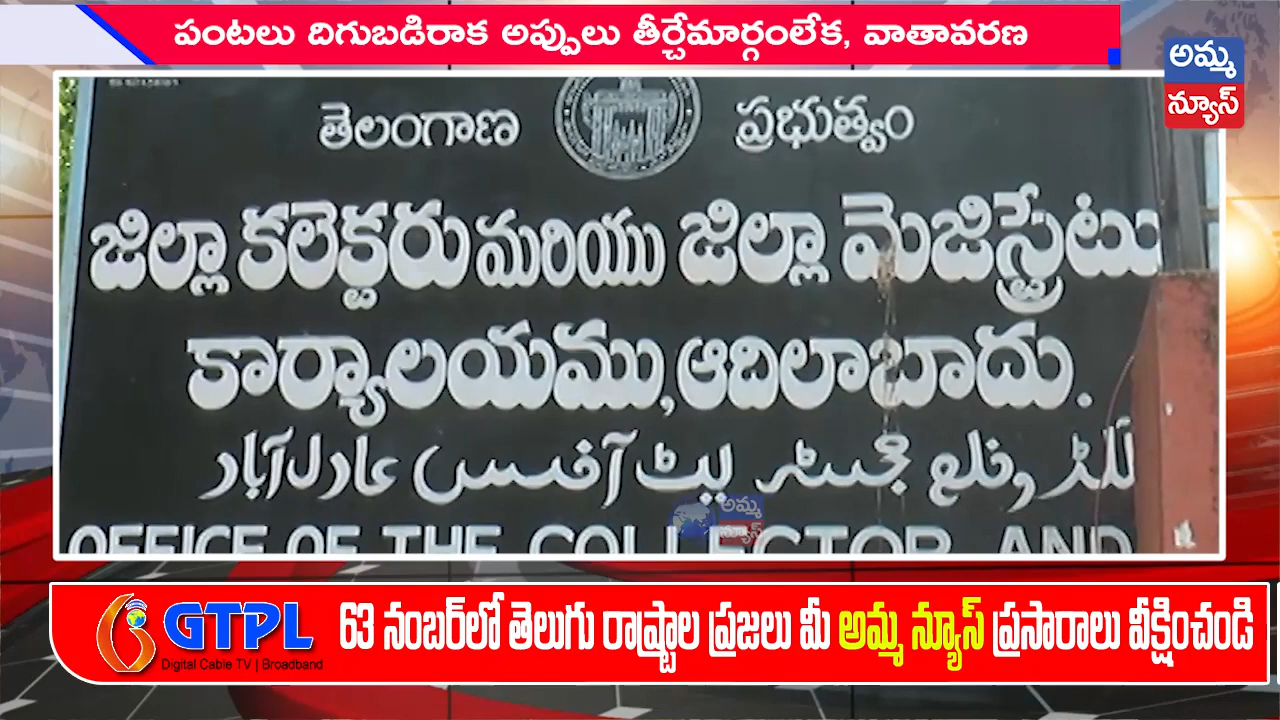 పంటలు దిగుబడిరాక అప్పులు తీర్చేమార్గంలేక, వాతావరణ
అమ్మ
న్యూస్
తెలంగాణ ప్రభుత్వం
జిల్లా కలెక్టరు మరియు జిల్లా మెజిస్ట్రేటు
కార్యాలయము, ఆదిలాబాదు.
OFFICE OF THE COLLECTOR AND
అమ్మ
న్యూస్
GTPL
Digital Cable TV | Broadband
63 నంబర్‌లో తెలుగు రాష్ట్రాల ప్రజలు మీ అమ్మ న్యూస్ ప్రసారాలు వీక్షించండి